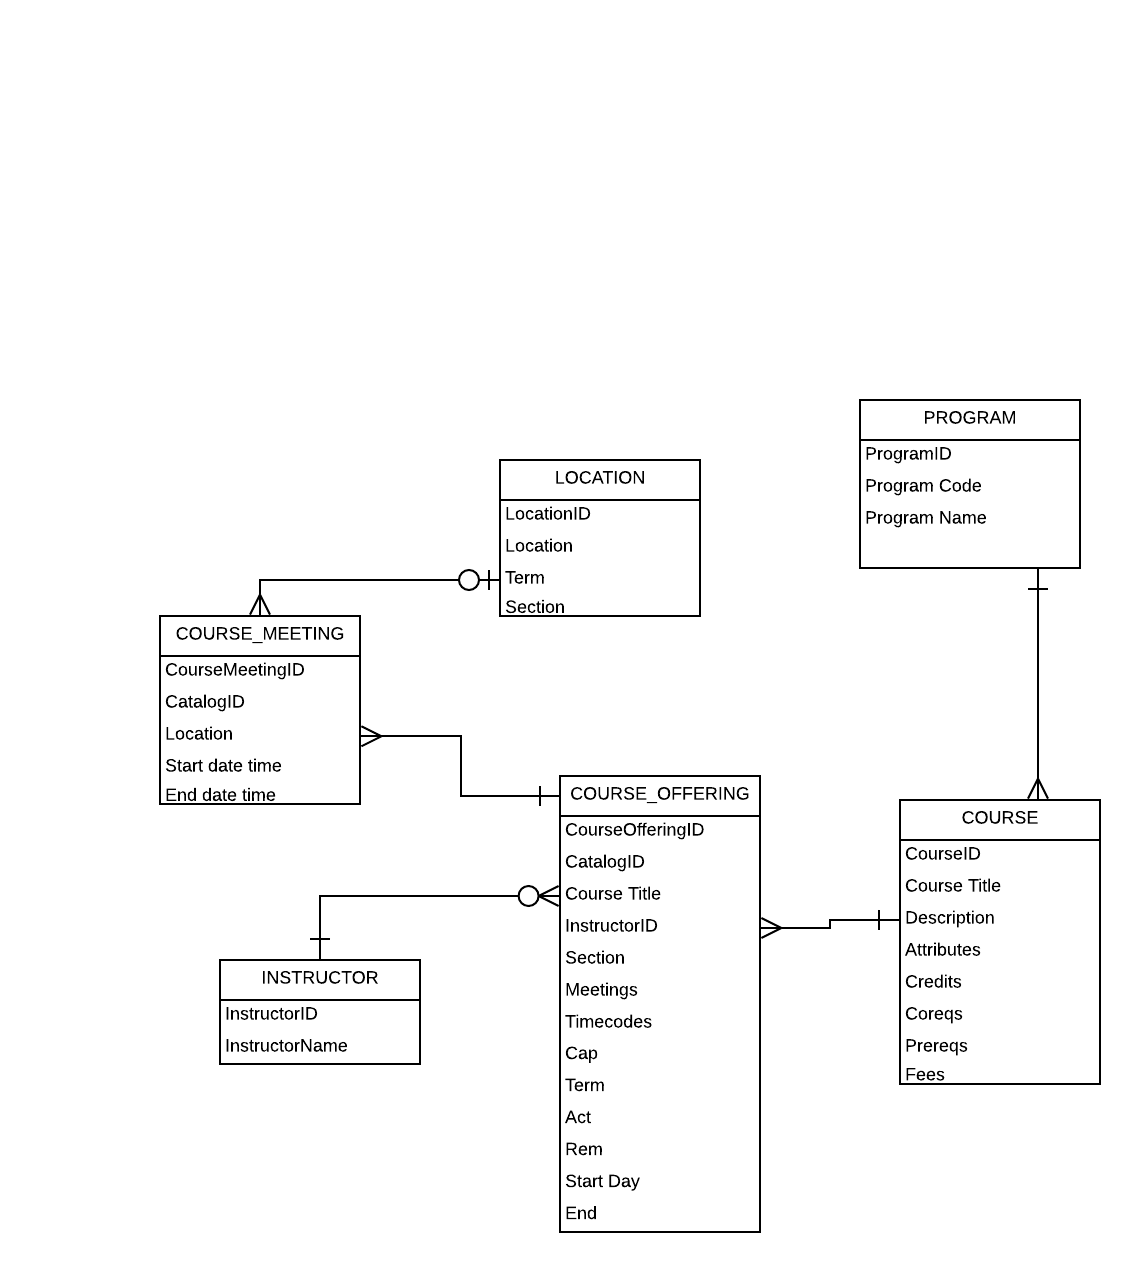 PROGRAM
ProgramID
Program Code
Program Name
LOCATION
LocationID
Location
Term
Section
COURSE_MEETING
CourseMeetingID
CatalogID
Location
Start date time
End date time
COURSE_OFFERING
CourseOfferingID
CatalogID
Course Title
InstructorID
Section
Meetings
Timecodes
Cap
Term
Act
Rem
Start Day
End
COURSE
CourseID
Course Title
Description
Attributes
Credits
Coreqs
Prereqs
Fees
INSTRUCTOR
InstructorID
InstructorName